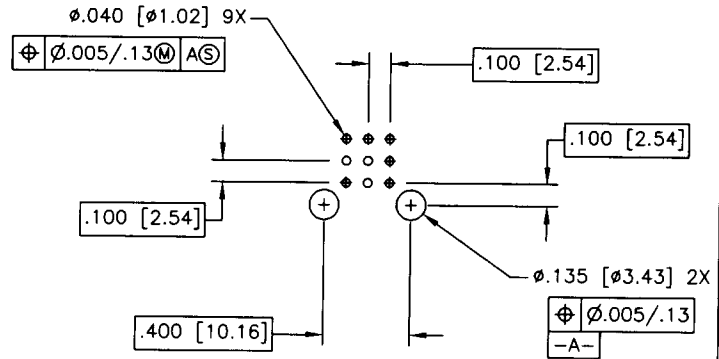 ø.040 [ø1.02] 9X
⌖ Ø.005/.13Ⓜ AⓈ
.100 [2.54]
.100 [2.54]
.100 [2.54]
ø.135 [ø3.43] 2X
⌖ Ø.005/.13
-A-
.400 [10.16]